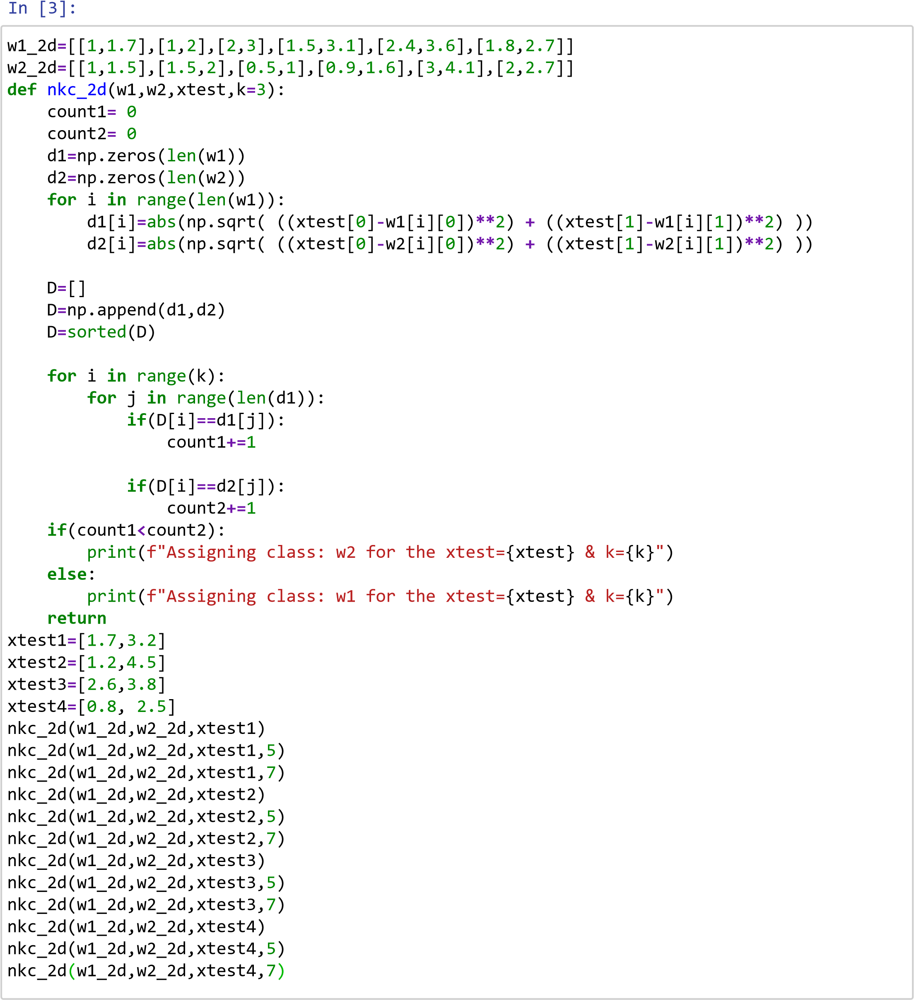 In [3]:
w1_2d=[[1,1.7],[1,2],[2,3],[1.5,3.1],[2.4,3.6],[1.8,2.7]]
w2_2d=[[1,1.5],[1.5,2],[0.5,1],[0.9,1.6],[3,4.1],[2,2.7]]
def nkc_2d(w1,w2,xtest,k=3):
    count1= 0
    count2= 0
    d1=np.zeros(len(w1))
    d2=np.zeros(len(w2))
    for i in range(len(w1)):
        d1[i]=abs(np.sqrt( ((xtest[0]-w1[i][0])**2) + ((xtest[1]-w1[i][1])**2) ))
        d2[i]=abs(np.sqrt( ((xtest[0]-w2[i][0])**2) + ((xtest[1]-w2[i][1])**2) ))
    D=[]
    D=np.append(d1,d2)
    D=sorted(D)
    for i in range(k):
        for j in range(len(d1)):
            if(D[i]==d1[j]):
                count1+=1
            if(D[i]==d2[j]):
                count2+=1
    if(count1<count2):
        print(f"Assigning class: w2 for the xtest={xtest} & k={k}")
    else:
        print(f"Assigning class: w1 for the xtest={xtest} & k={k}")
    return
xtest1=[1.7,3.2]
xtest2=[1.2,4.5]
xtest3=[2.6,3.8]
xtest4=[0.8, 2.5]
nkc_2d(w1_2d,w2_2d,xtest1)
nkc_2d(w1_2d,w2_2d,xtest1,5)
nkc_2d(w1_2d,w2_2d,xtest1,7)
nkc_2d(w1_2d,w2_2d,xtest2)
nkc_2d(w1_2d,w2_2d,xtest2,5)
nkc_2d(w1_2d,w2_2d,xtest2,7)
nkc_2d(w1_2d,w2_2d,xtest3)
nkc_2d(w1_2d,w2_2d,xtest3,5)
nkc_2d(w1_2d,w2_2d,xtest3,7)
nkc_2d(w1_2d,w2_2d,xtest4)
nkc_2d(w1_2d,w2_2d,xtest4,5)
nkc_2d(w1_2d,w2_2d,xtest4,7)